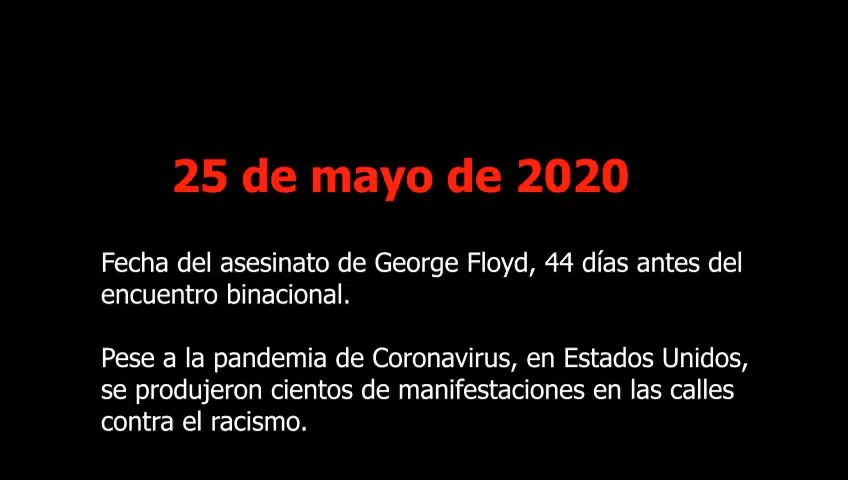 25 de mayo de 2020
Fecha del asesinato de George Floyd, 44 días antes del
encuentro binacional.
Pese a la pandemia de Coronavirus, en Estados Unidos,
se produjeron cientos de manifestaciones en las calles
contra el racismo.